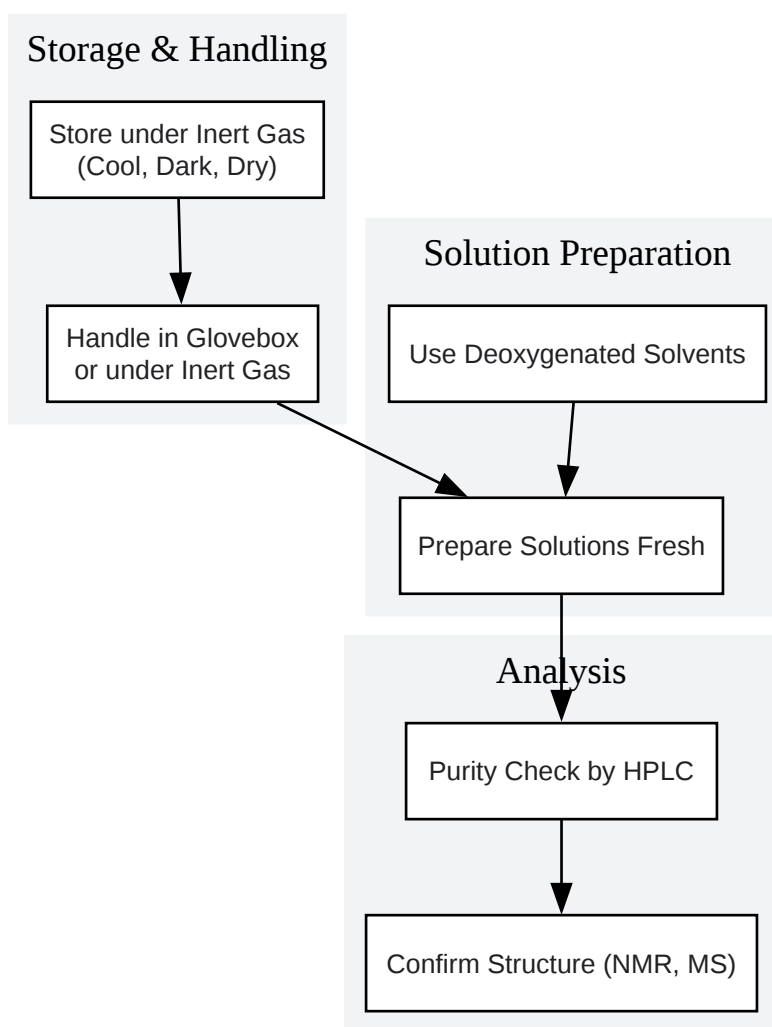 Storage & Handling
Store under Inert Gas
(Cool, Dark, Dry)
Handle in Glovebox
or under Inert Gas
Solution Preparation
Use Deoxygenated Solvents
Prepare Solutions Fresh
Analysis
Purity Check by HPLC
Confirm Structure (NMR, MS)